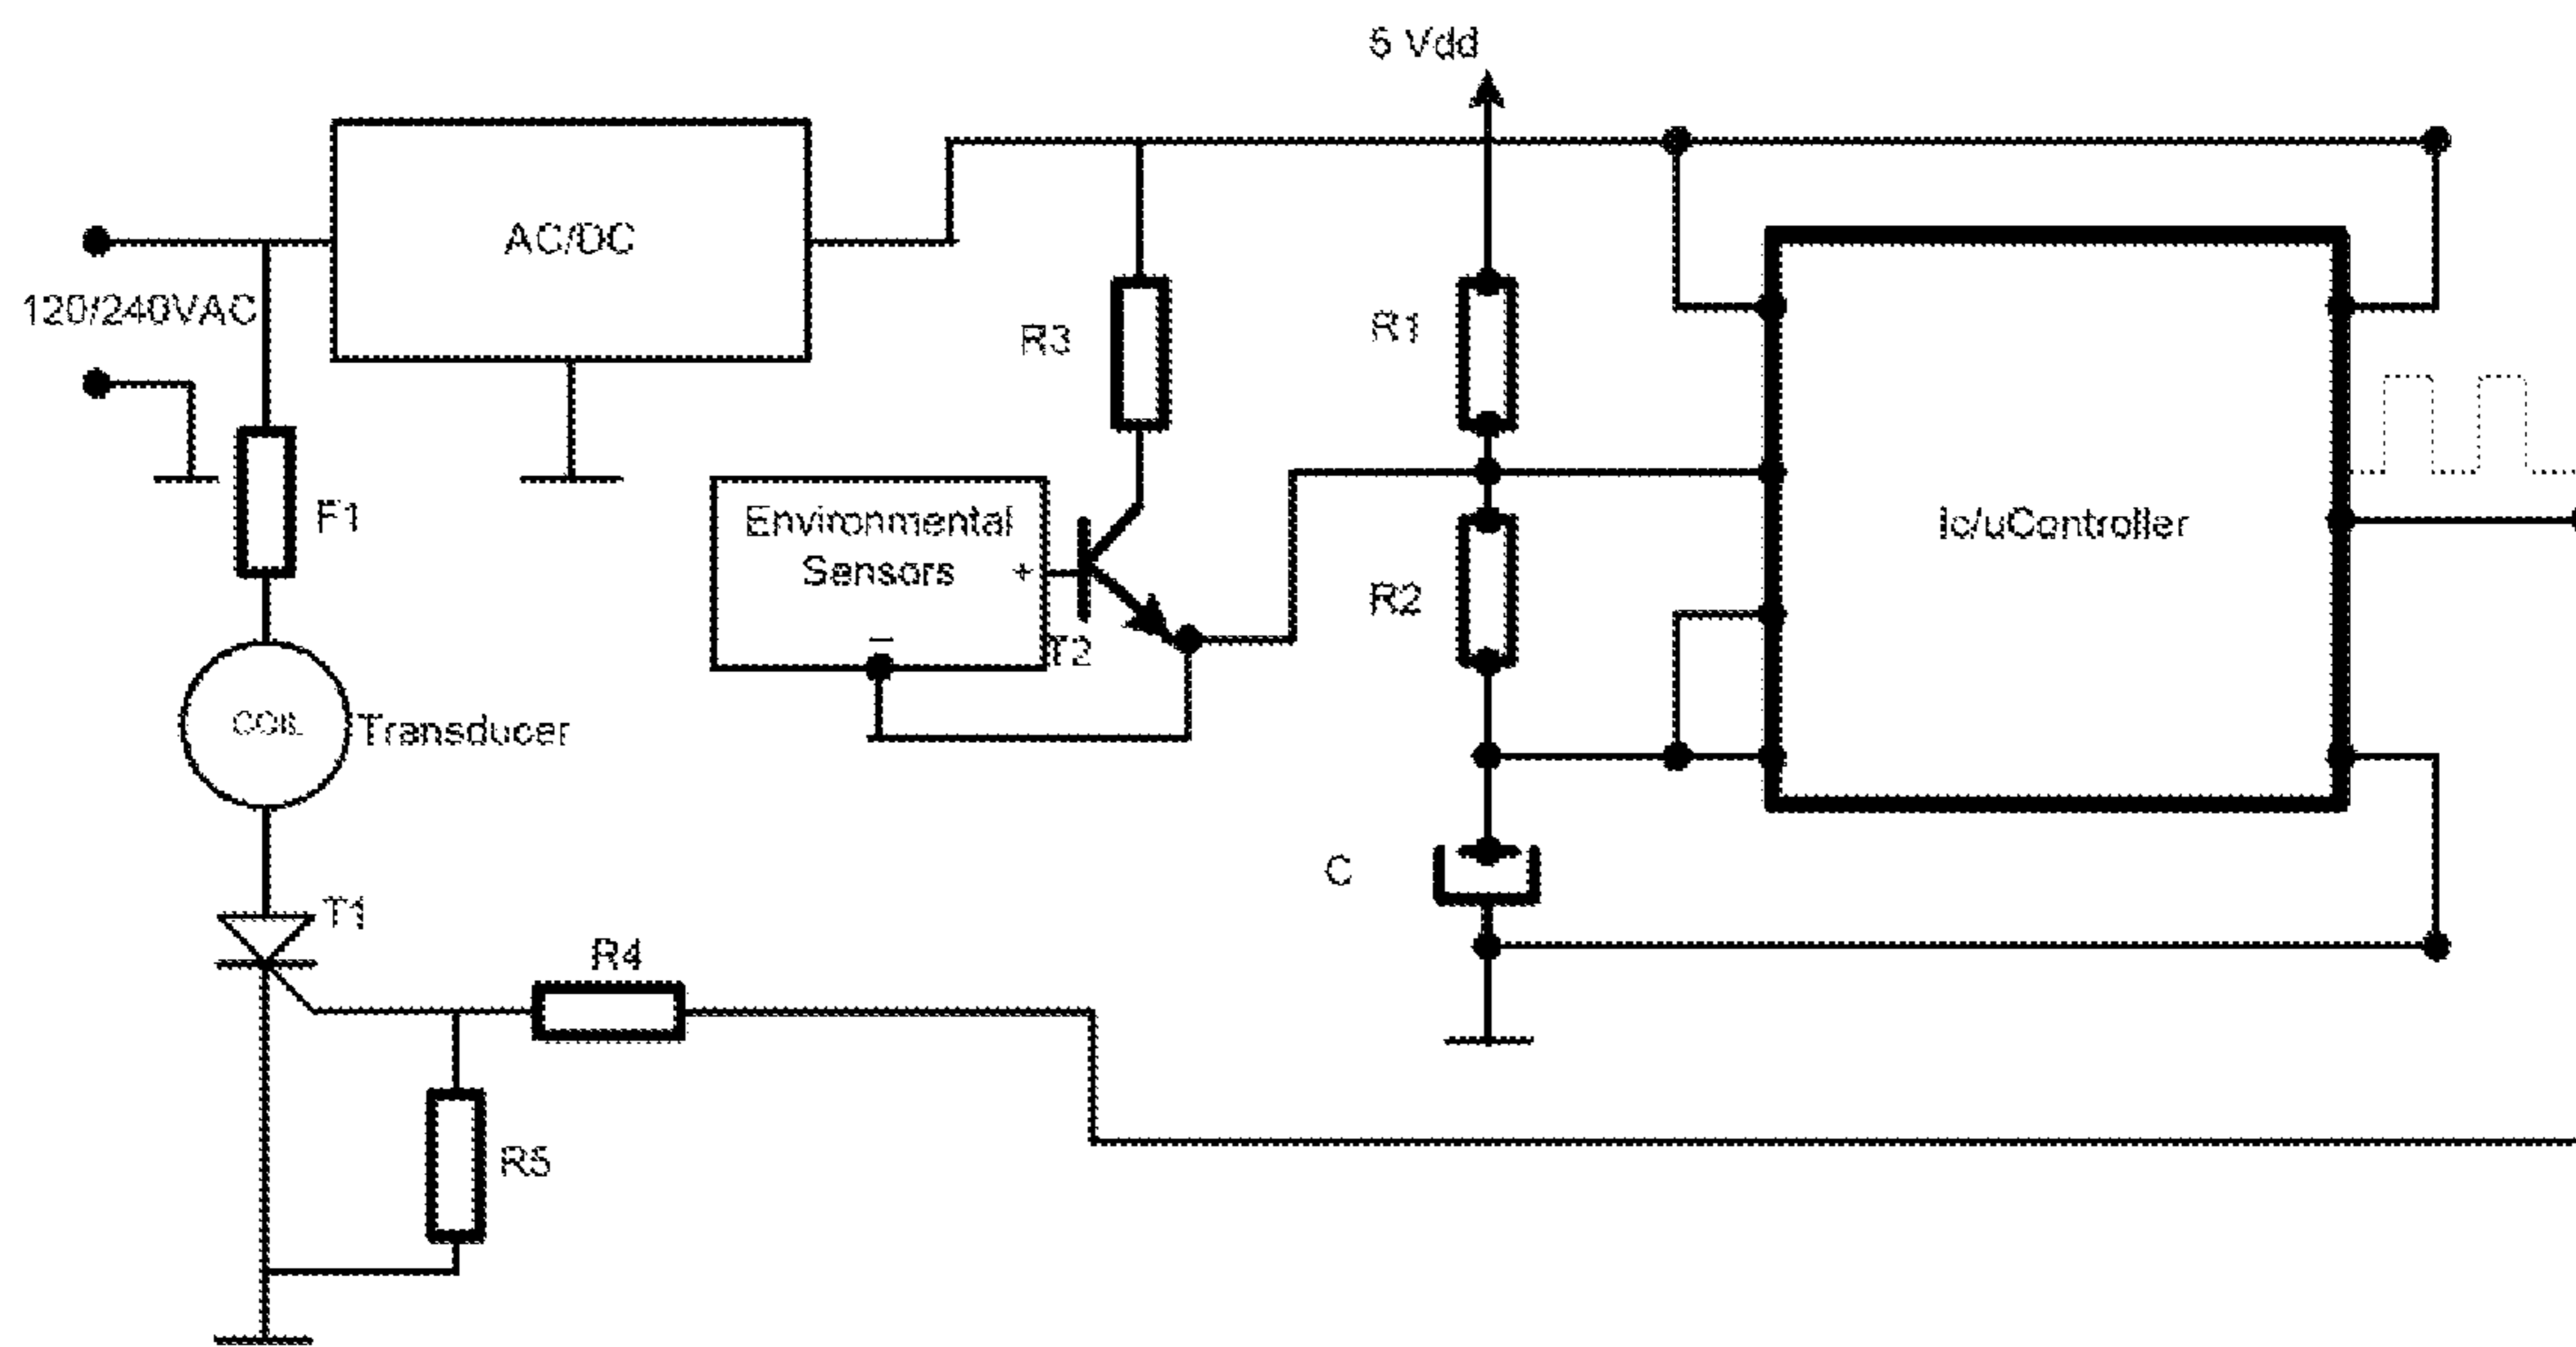 5 Vdd
AC/DC
120/240VAC
R3
R1
F1
Environmental
Sensors
+
Ic/uController
R2
–
T2
COIL
Transducer
C
T1
R4
R5